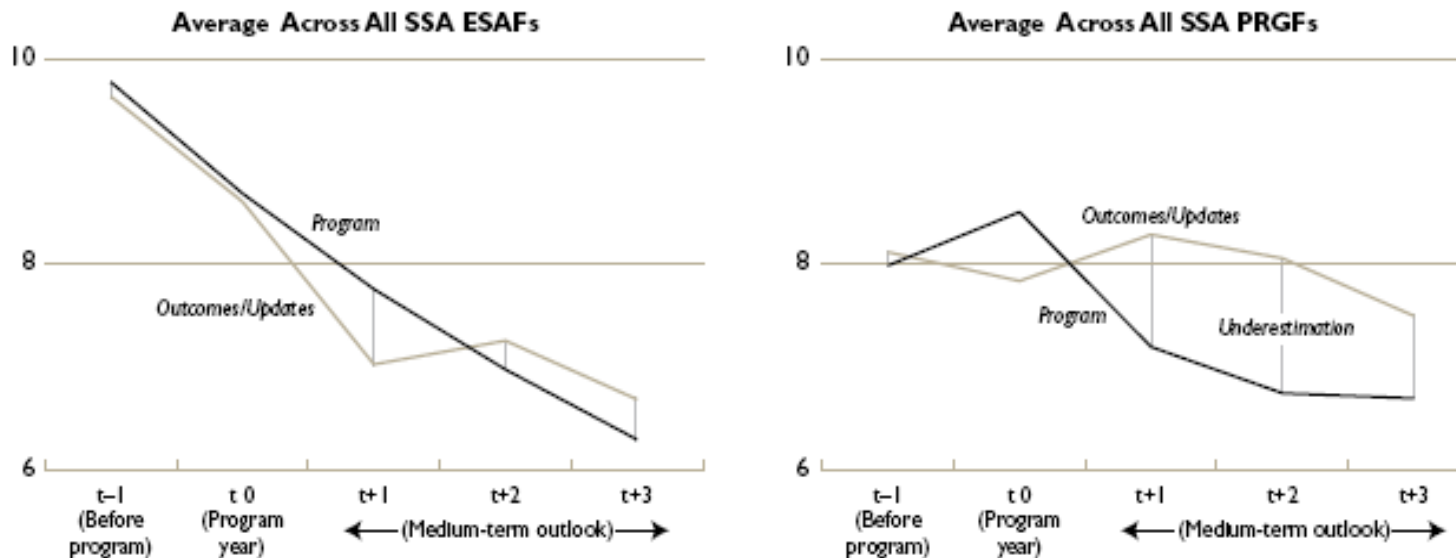 Average Across All SSA ESAFs
10
8
6
Program
Outcomes/Updates
t–1
(Before
program)
t 0
(Program
year)
t+1
t+2
t+3
(Medium-term outlook)
Average Across All SSA PRGFs
10
8
6
Outcomes/Updates
Program
Underestimation
t–1
(Before
program)
t 0
(Program
year)
t+1
t+2
t+3
(Medium-term outlook)